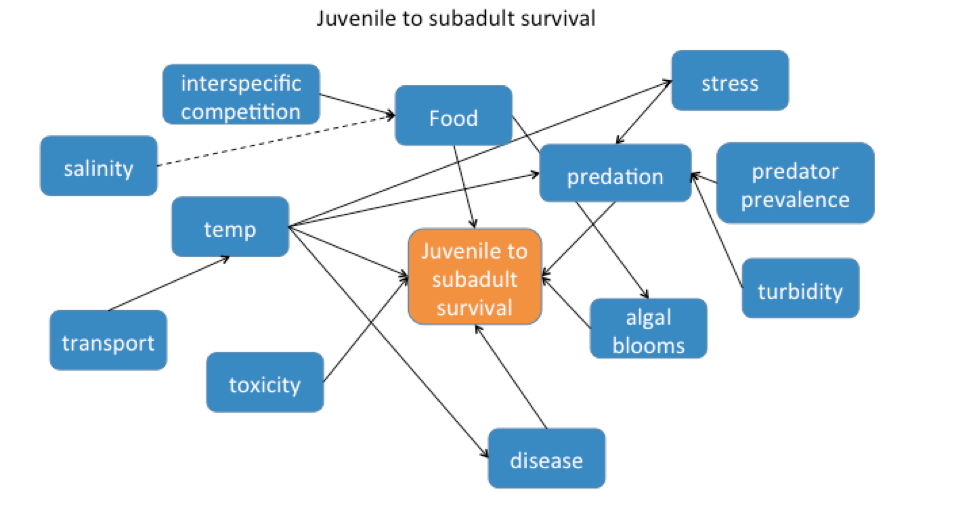 Juvenile to subadult survival
interspecific
competition
Food
stress
salinity
predation
predator
prevalence
temp
Juvenile to
subadult
survival
turbidity
transport
algal
blooms
toxicity
disease